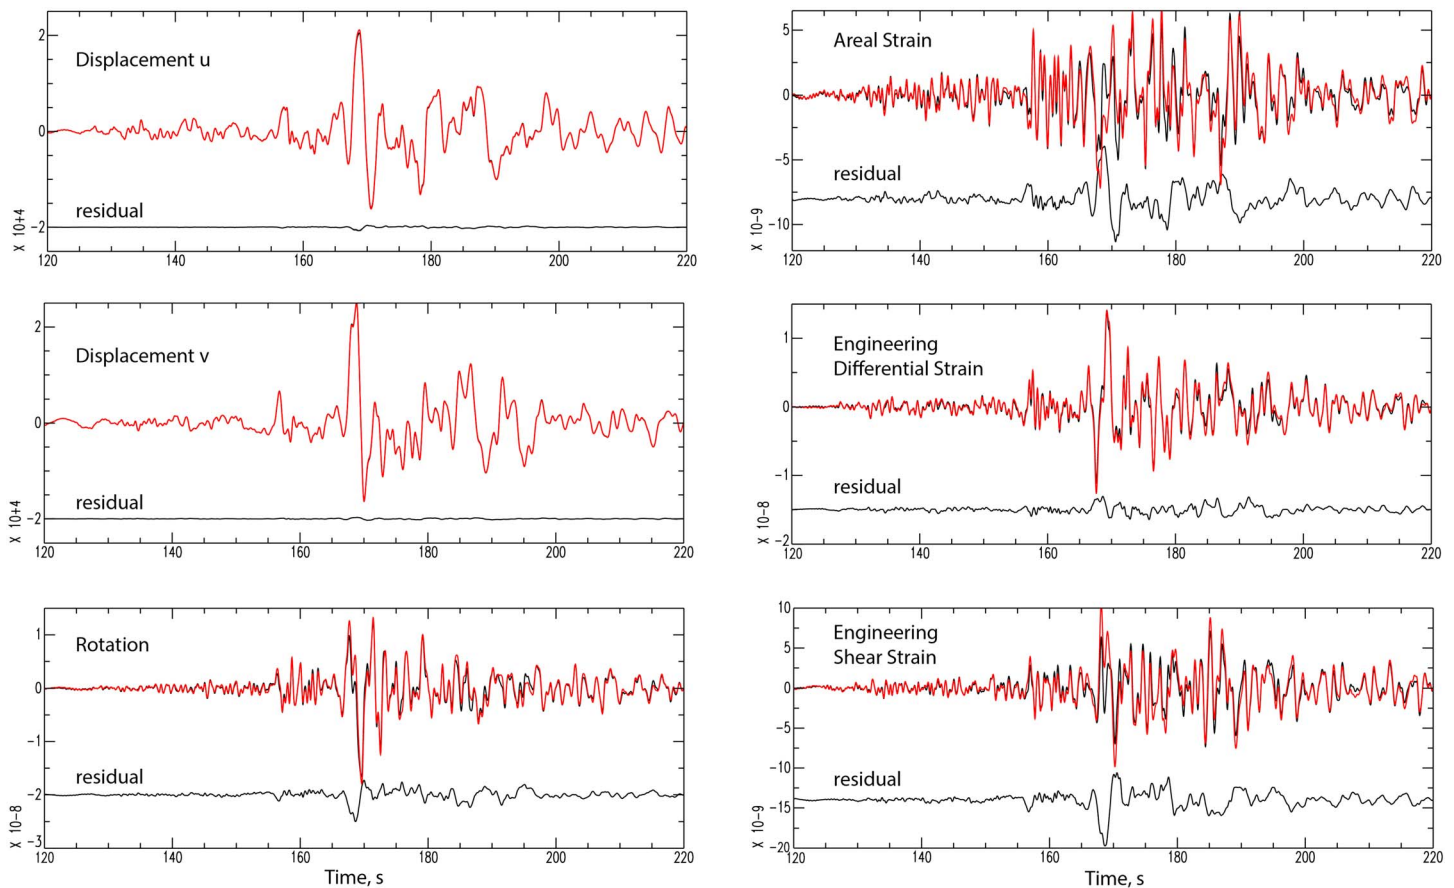 Displacement u
2
0
-2
residual
X 10+4
120 140 160 180 200 220
Areal Strain
5
0
-5
-10
residual
X 10-9
120 140 160 180 200 220
Displacement v
2
0
-2
residual
X 10+4
120 140 160 180 200 220
Engineering
Differential Strain
1
0
-1
-2
residual
X 10-8
120 140 160 180 200 220
Rotation
1
0
-1
-2
-3
residual
X 10-8
120 140 160 180 200 220
Time, s
Engineering
Shear Strain
10
5
0
-5
-10
-15
-20
residual
X 10-9
120 140 160 180 200 220
Time, s